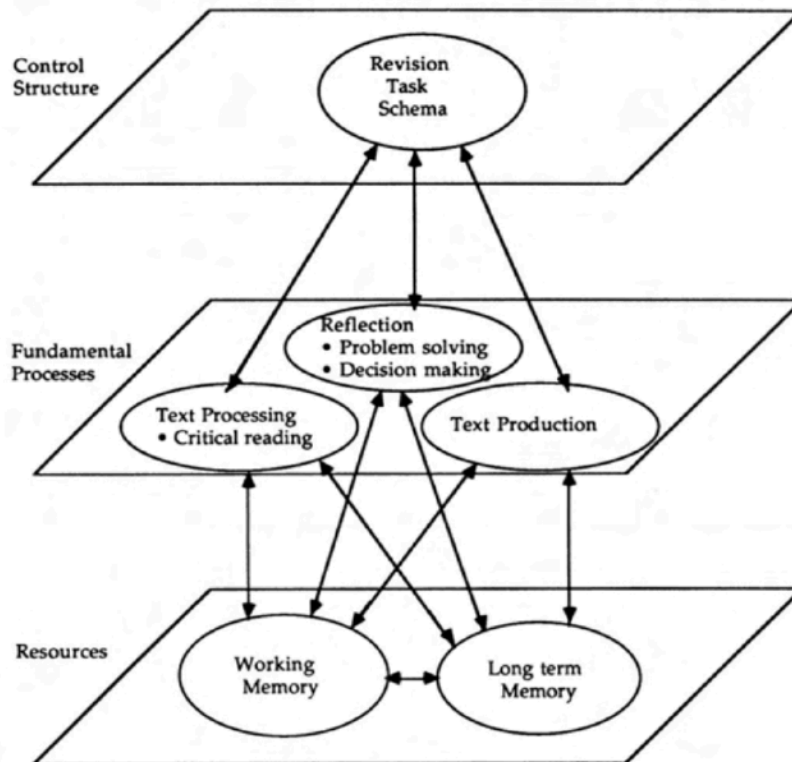 Control
Structure
Revision
Task
Schema
Fundamental
Processes
Reflection
• Problem solving
• Decision making
Text Processing
• Critical reading
Text Production
Resources
Working
Memory
Long term
Memory